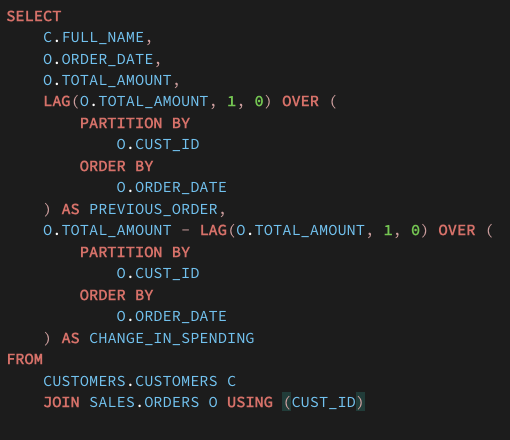 SELECT
C.FULL_NAME,
O.ORDER_DATE,
O.TOTAL_AMOUNT,
LAG(O.TOTAL_AMOUNT, 1, 0) OVER (
PARTITION BY
O.CUST_ID
ORDER BY
O.ORDER_DATE
) AS PREVIOUS_ORDER,
O.TOTAL_AMOUNT - LAG(O.TOTAL_AMOUNT, 1, 0) OVER (
PARTITION BY
O.CUST_ID
ORDER BY
O.ORDER_DATE
) AS CHANGE_IN_SPENDING
FROM
CUSTOMERS.CUSTOMERS C
JOIN SALES.ORDERS O USING (CUST_ID)